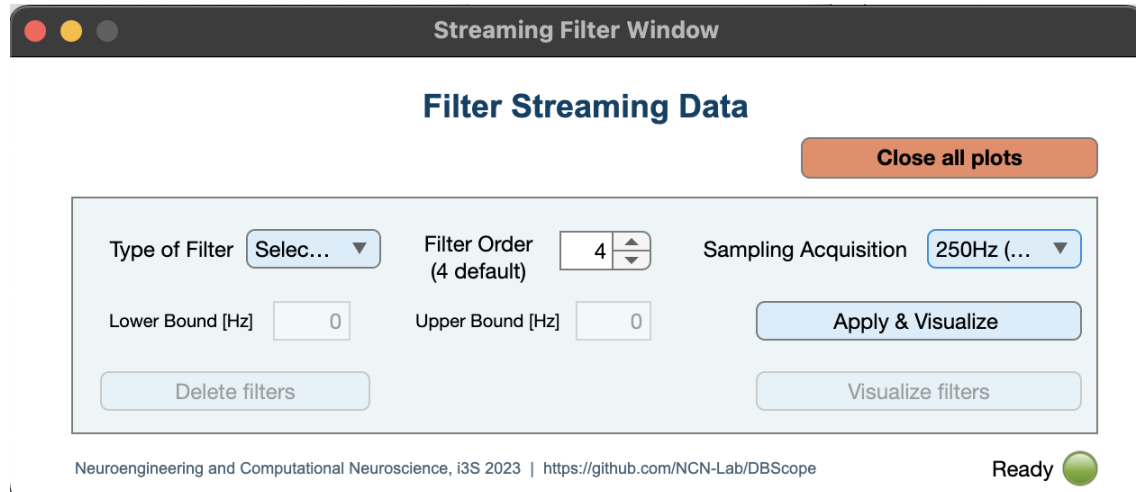 Streaming Filter Window
Filter Streaming Data
Close all plots
Type of Filter Selec... Filter Order (4 default) 4 Sampling Acquisition 250Hz (...
Lower Bound [Hz] 0 Upper Bound [Hz] 0 Apply & Visualize
Delete filters Visualize filters
Neuroengineering and Computational Neuroscience, i3S 2023 | https://github.com/NCN-Lab/DBScope Ready